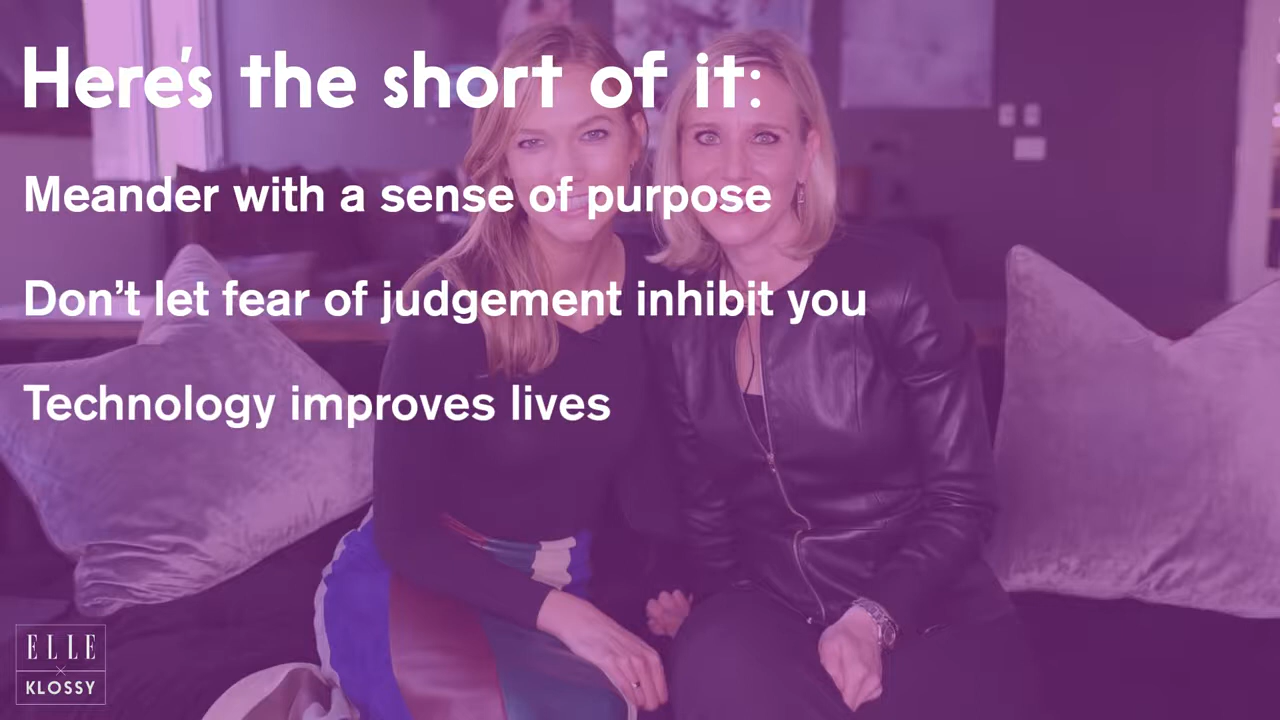 Here's the short of it:
Meander with a sense of purpose
Don’t let fear of judgement inhibit you
Technology improves lives
ELLE
×
KLOSSY